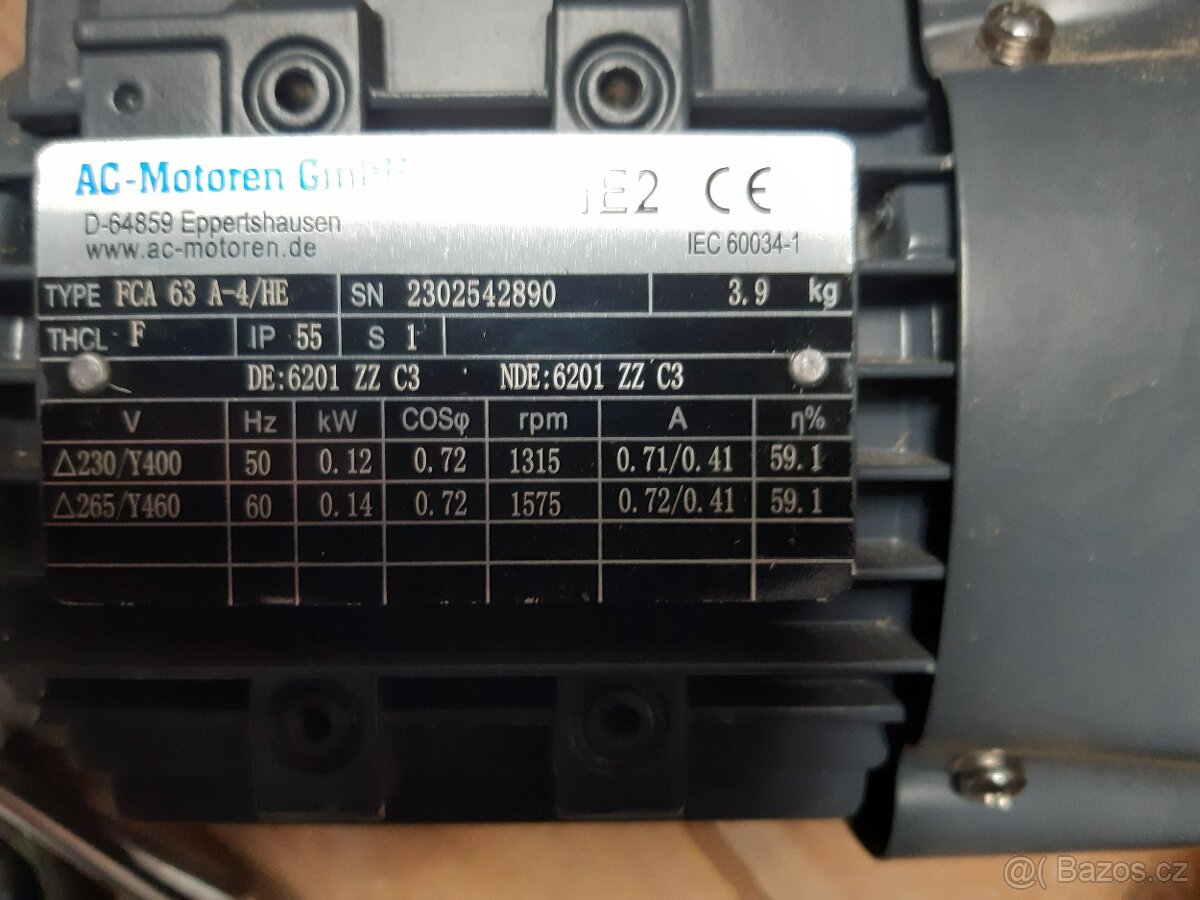 AC-Motoren GmbH
IE2 CE
D-64859 Eppertshausen
www.ac-motoren.de
IEC 60034-1
TYPE FCA 63 A-4/HE SN 2302542890 3.9 kg
THCL F IP 55 S 1
DE:6201 ZZ C3 NDE:6201 ZZ C3
V Hz kW COSφ rpm A η%
△230/Y400 50 0.12 0.72 1315 0.71/0.41 59.1
△265/Y460 60 0.14 0.72 1575 0.72/0.41 59.1
@( Bazos.cz